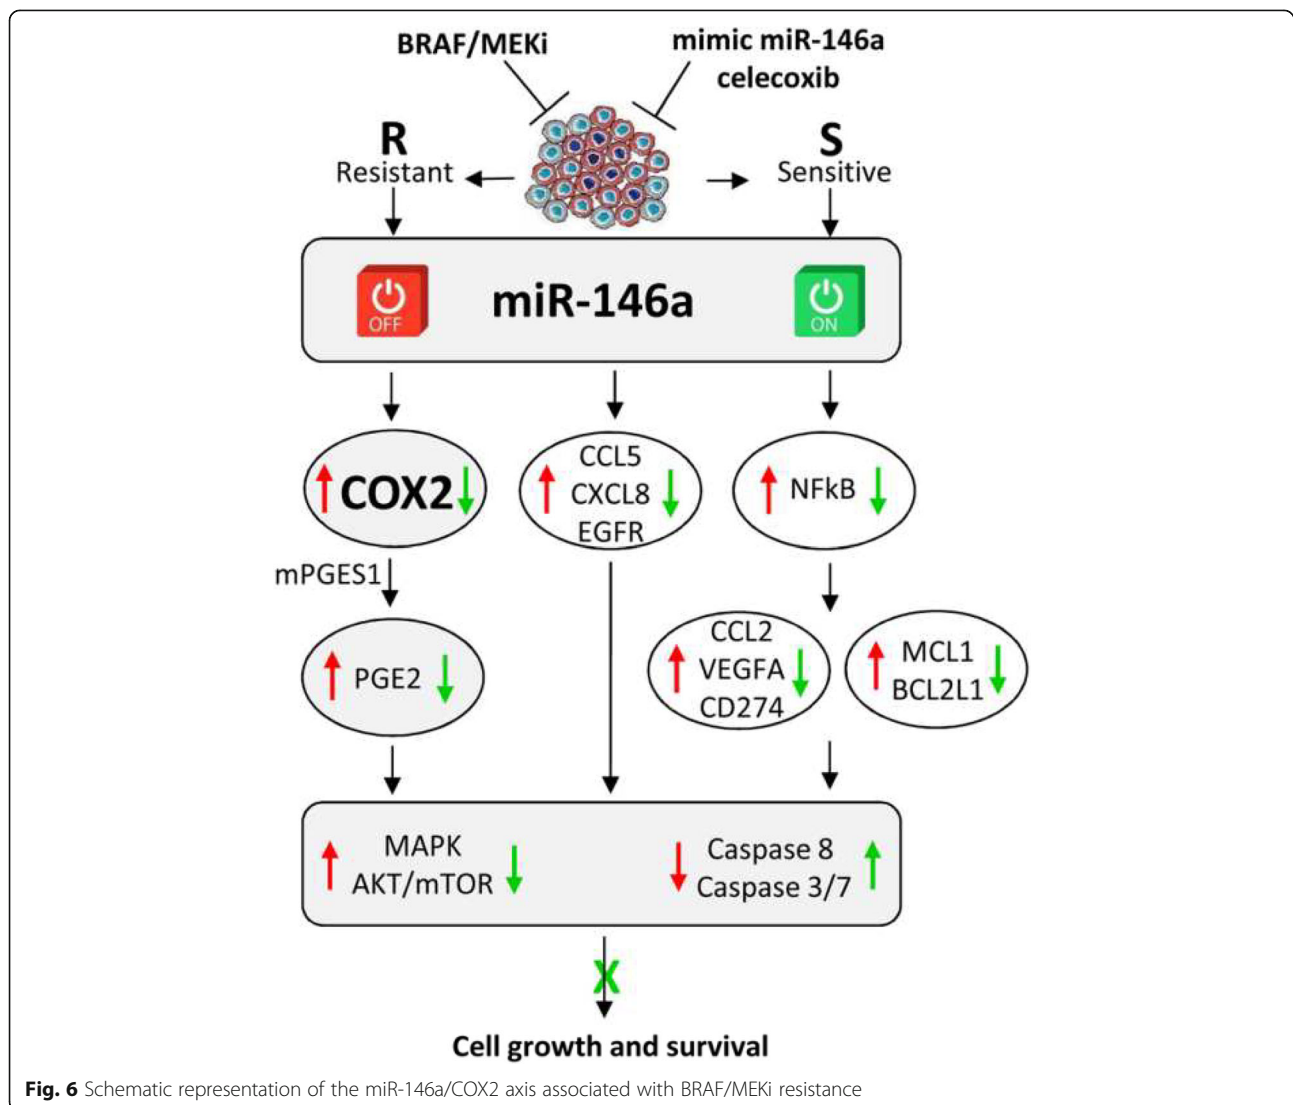 BRAF/MEKi
mimic miR-146a
celecoxib
R
Resistant
S
Sensitive
OFF
miR-146a
ON
COX2
CCL5
CXCL8
EGFR
NFkB
mPGES1
PGE2
CCL2
VEGFA
CD274
MCL1
BCL2L1
MAPK
AKT/mTOR
Caspase 8
Caspase 3/7
X
Cell growth and survival
Fig. 6 Schematic representation of the miR-146a/COX2 axis associated with BRAF/MEKi resistance